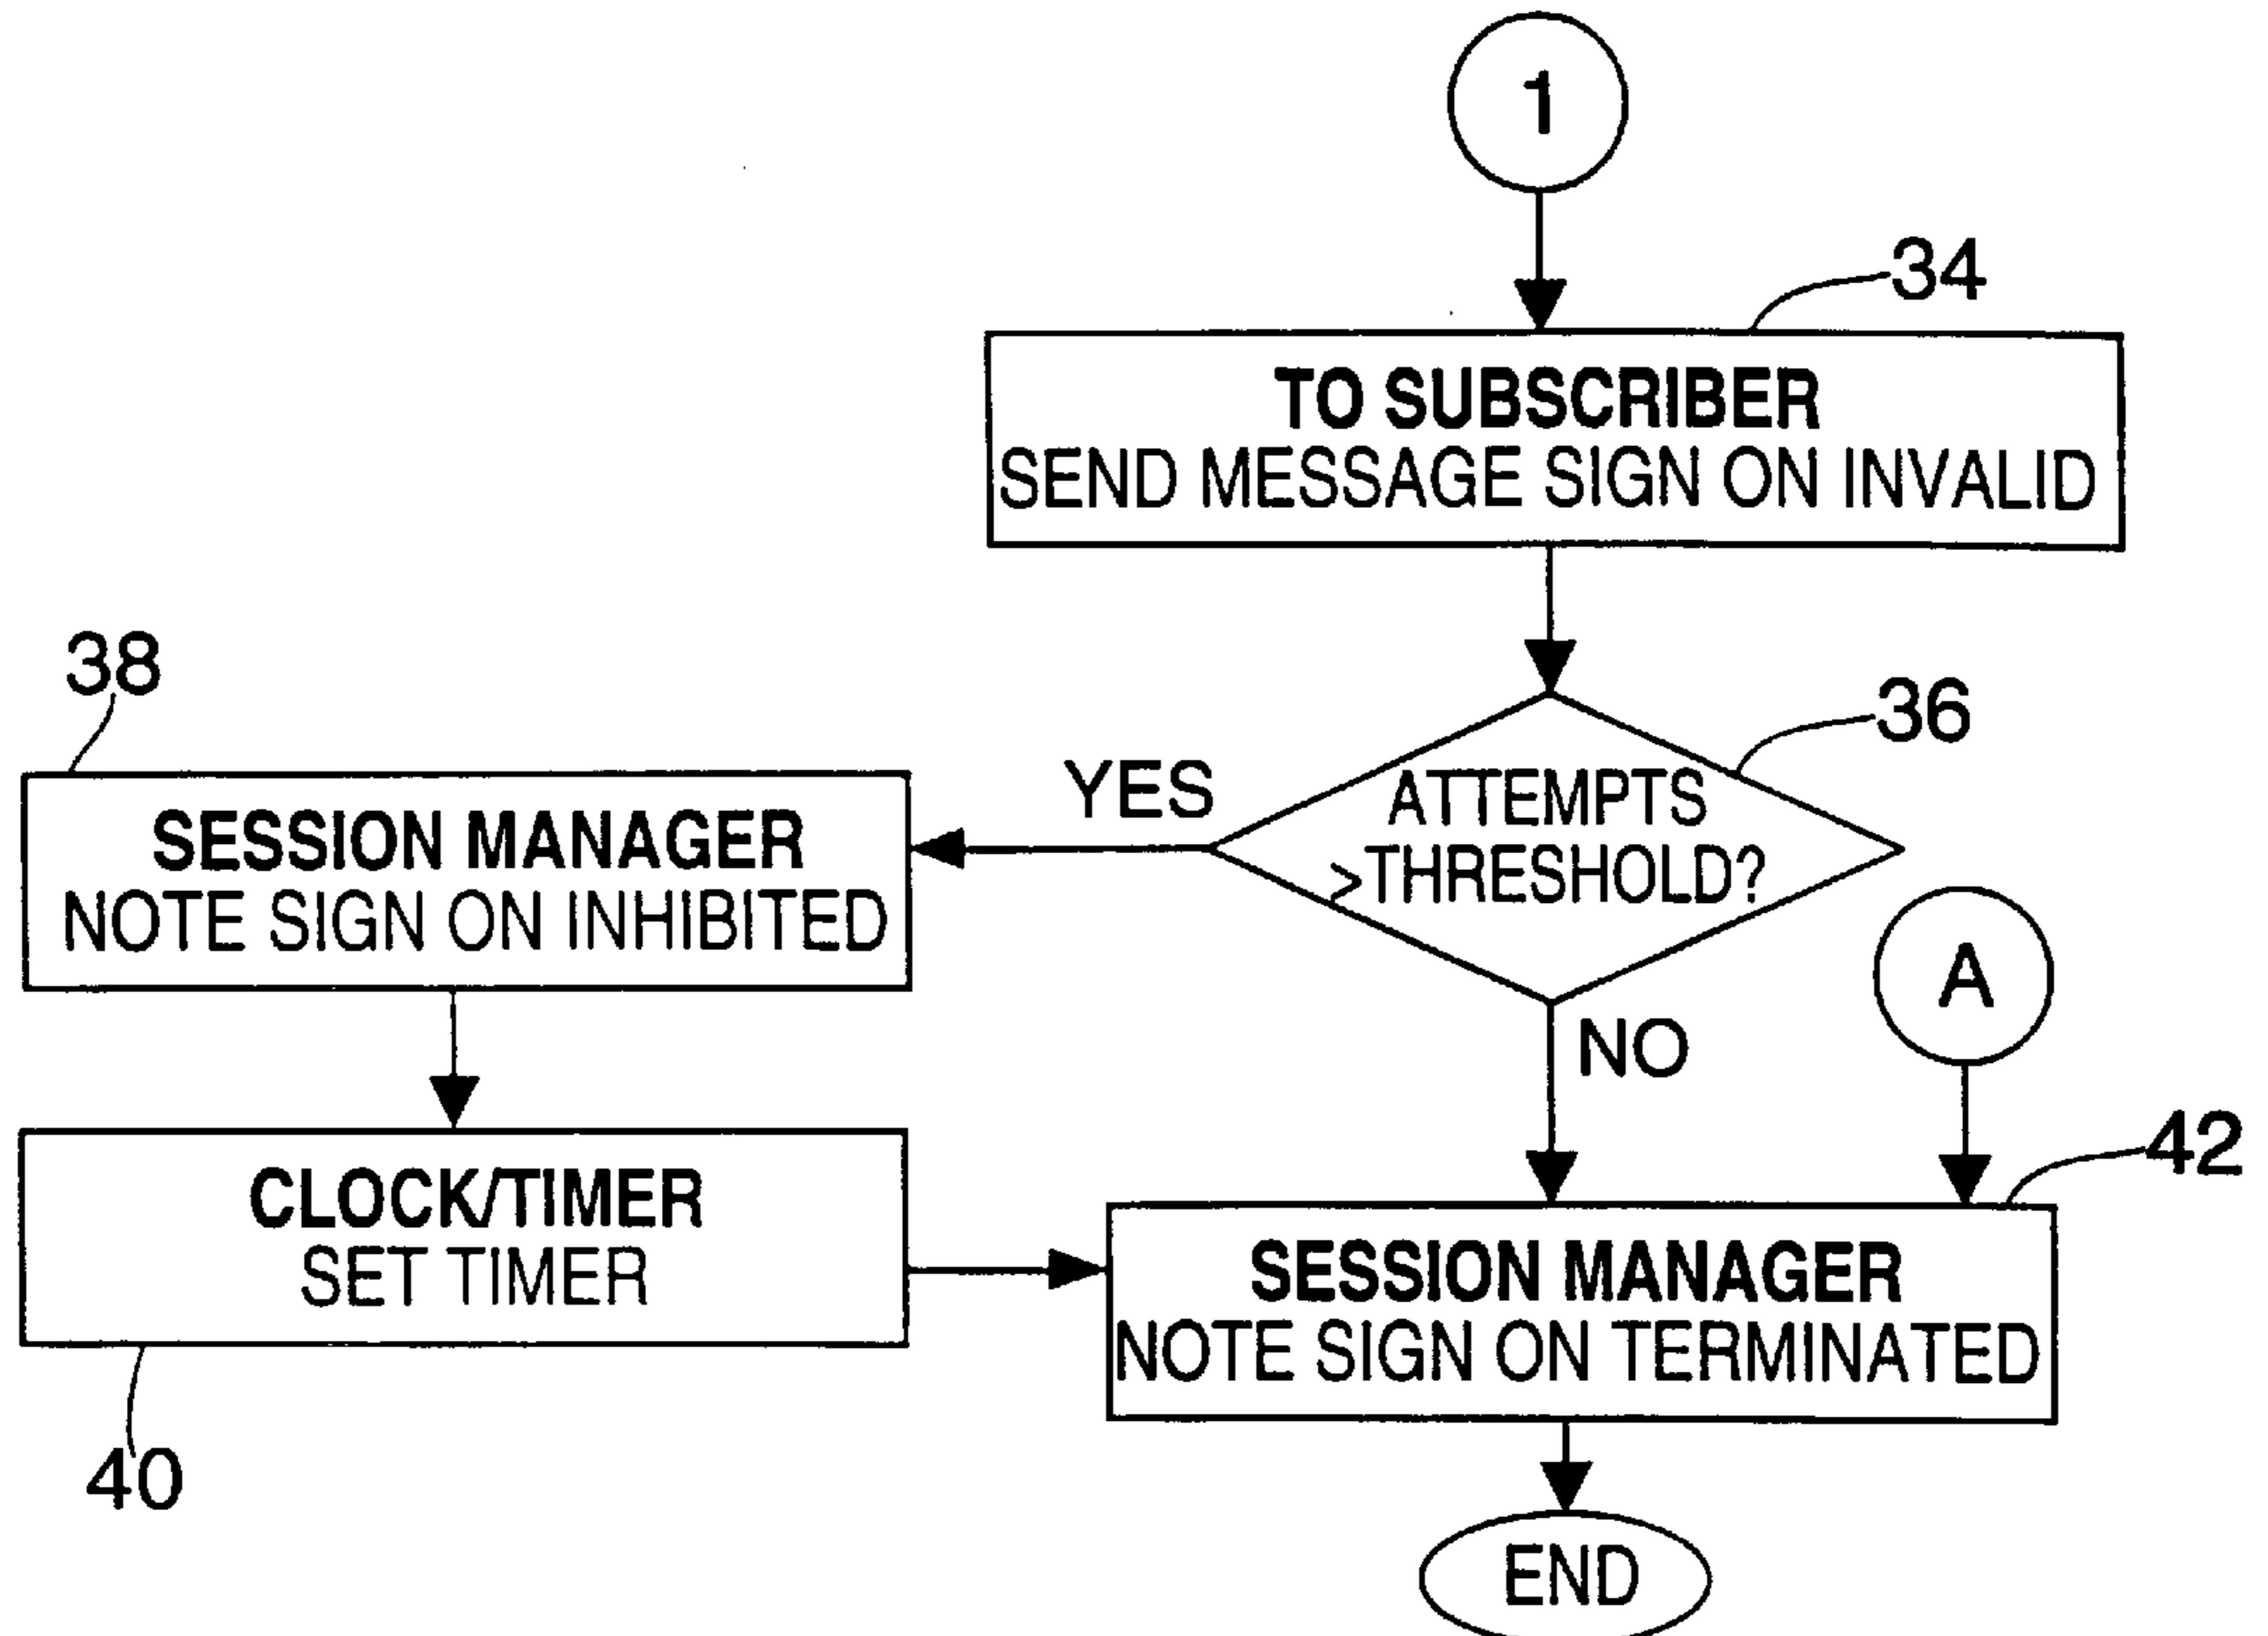 1
34
TO SUBSCRIBER
SEND MESSAGE SIGN ON INVALID
36
ATTEMPTS
>THRESHOLD?
YES
38
SESSION MANAGER
NOTE SIGN ON INHIBITED
NO
A
CLOCK/TIMER
SET TIMER
40
42
SESSION MANAGER
NOTE SIGN ON TERMINATED
END